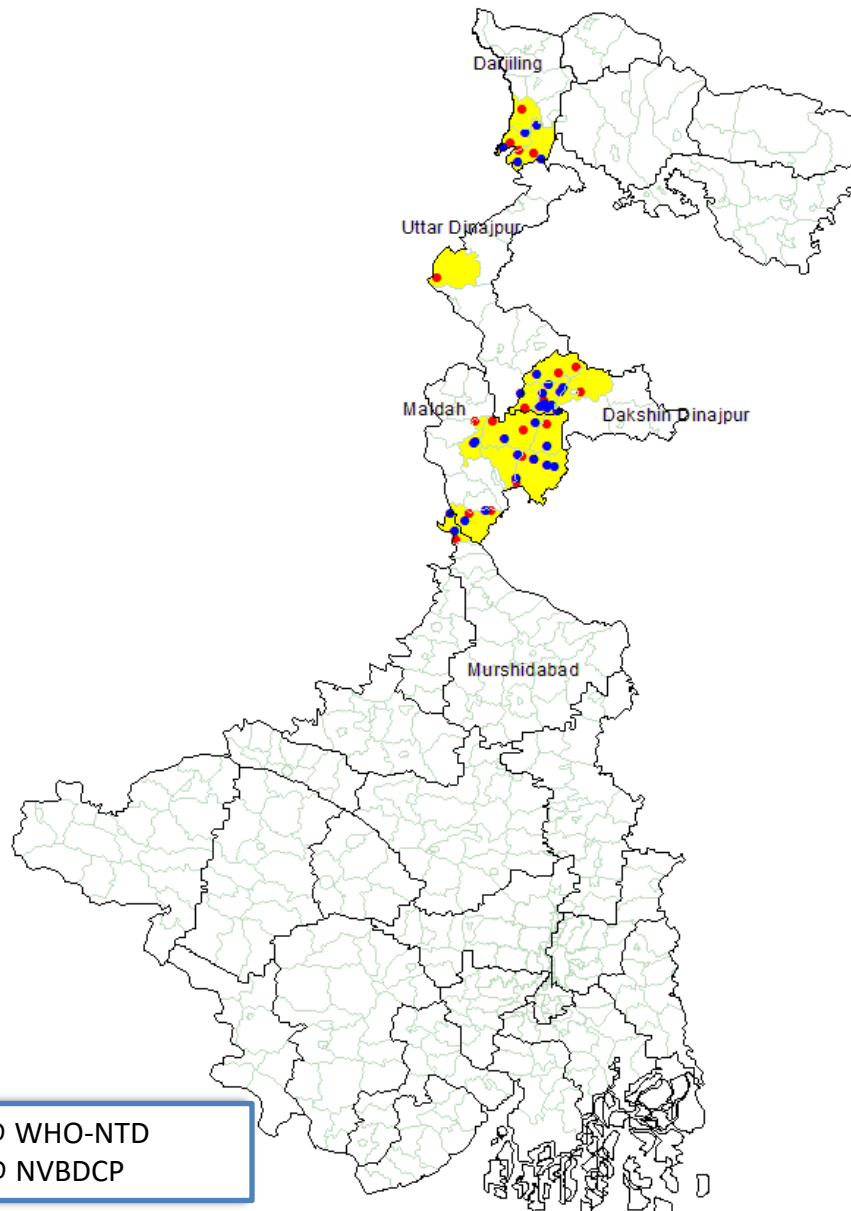 Darjiling
Uttar Dinajpur
Maldah
Dakshin Dinajpur
Murshidabad
WHO-NTD
NVBDCP